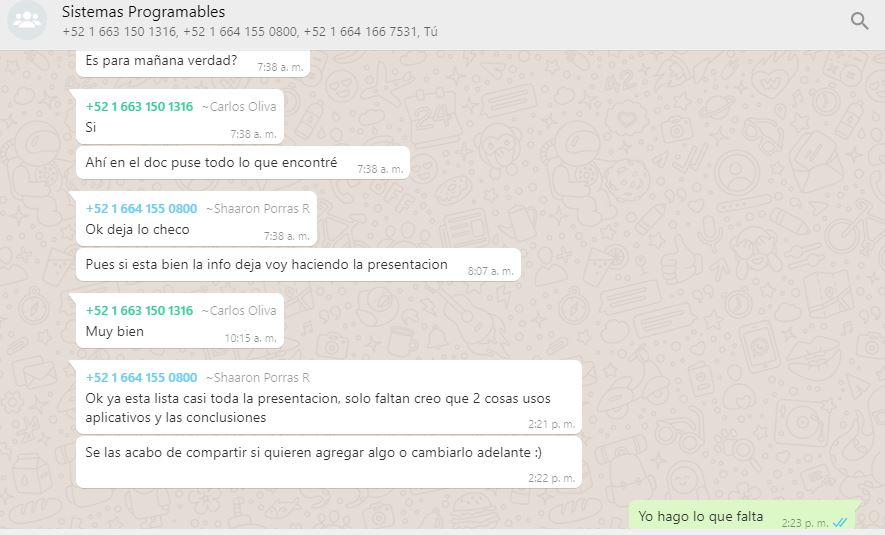 Sistemas Programables
+52 1 663 150 1316, +52 1 664 155 0800, +52 1 664 166 7531, Tú
Es para mañana verdad?
7:38 a. m.
+52 1 663 150 1316 ~Carlos Oliva
Si
7:38 a. m.
Ahí en el doc puse todo lo que encontré
7:38 a. m.
+52 1 664 155 0800 ~Shaaron Porras R
Ok deja lo checo
7:38 a. m.
Pues si esta bien la info deja voy haciendo la presentacion
8:07 a. m.
+52 1 663 150 1316 ~Carlos Oliva
Muy bien
10:15 a. m.
+52 1 664 155 0800 ~Shaaron Porras R
Ok ya esta lista casi toda la presentacion, solo faltan creo que 2 cosas usos
aplicativos y las conclusiones
2:21 p. m.
Se las acabo de compartir si quieren agregar algo o cambiarlo adelante :)
2:22 p. m.
Yo hago lo que falta
2:23 p. m.